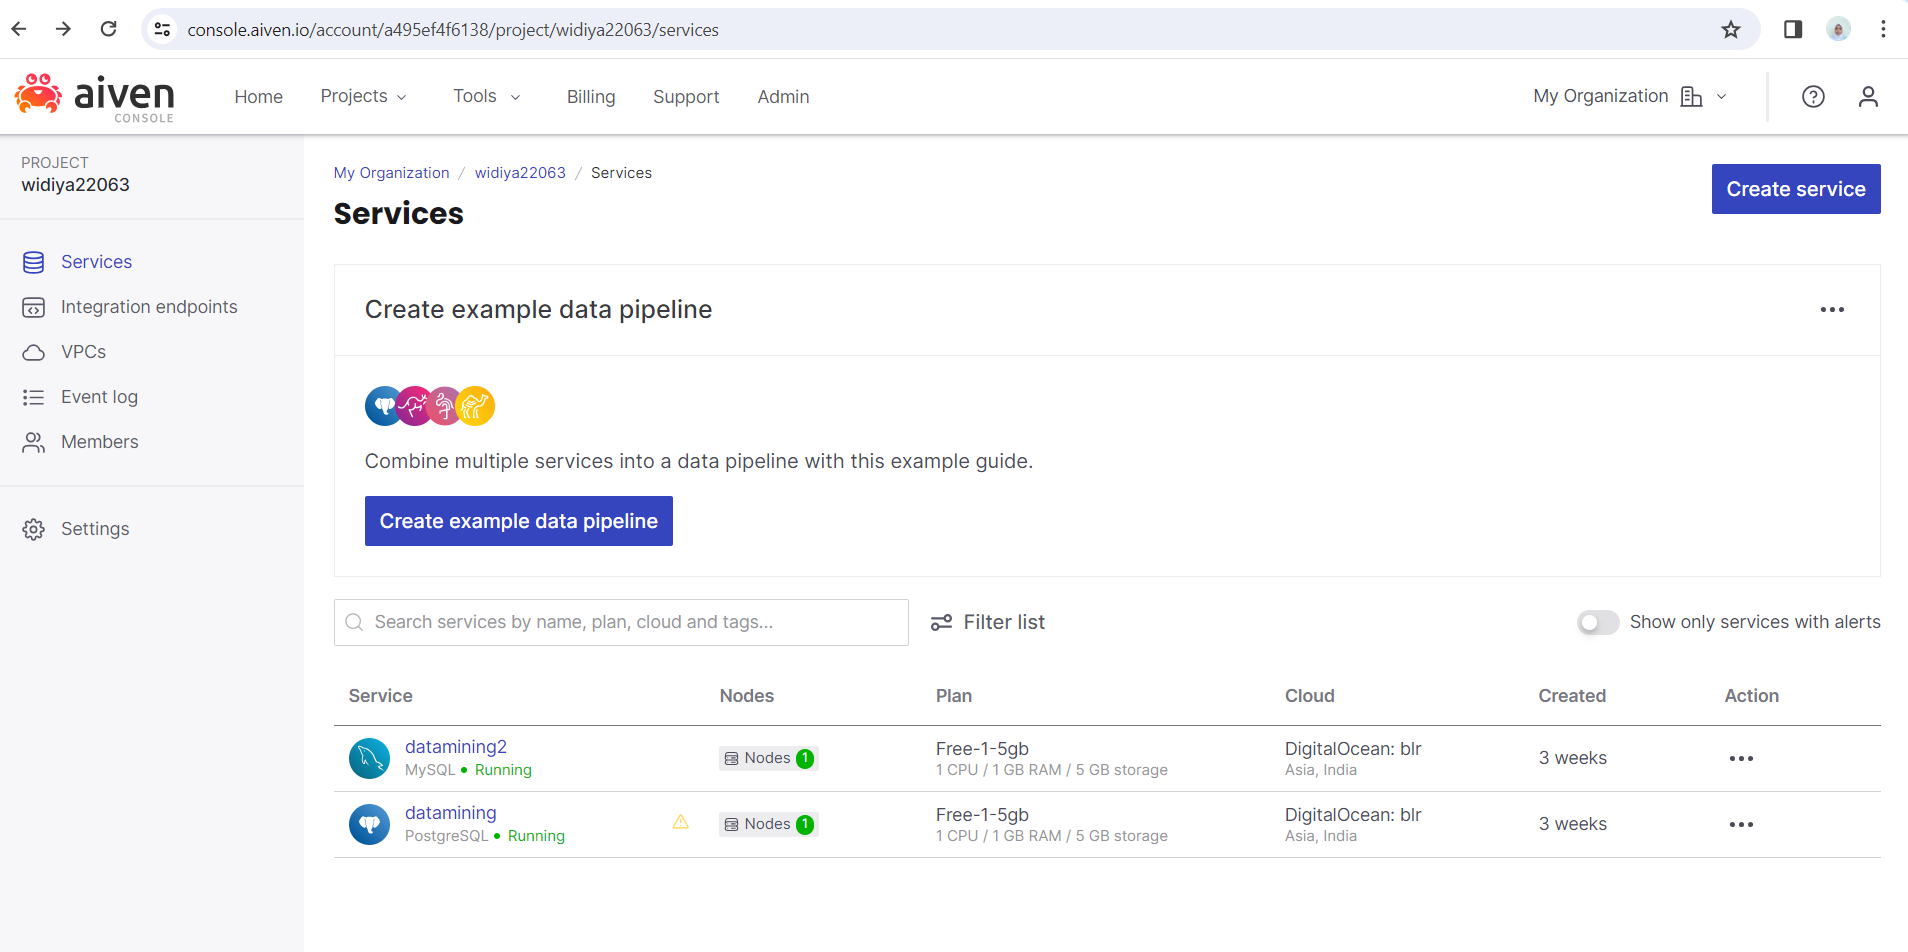 console.aiven.io/account/a495ef4f6138/project/widiya22063/services
aiven
CONSOLE
Home Projects Tools Billing Support Admin
My Organization
PROJECT
widiya22063
Services
Integration endpoints
VPCs
Event log
Members
Settings
My Organization / widiya22063 / Services
Services
Create service
Create example data pipeline
Combine multiple services into a data pipeline with this example guide.
Create example data pipeline
Search services by name, plan, cloud and tags...
Filter list
Show only services with alerts
Service Nodes Plan Cloud Created Action
datamining2
MySQL • Running
Nodes 1
Free-1-5gb
1 CPU / 1 GB RAM / 5 GB storage
DigitalOcean: blr
Asia, India
3 weeks
datamining
PostgreSQL • Running
Nodes 1
Free-1-5gb
1 CPU / 1 GB RAM / 5 GB storage
DigitalOcean: blr
Asia, India
3 weeks